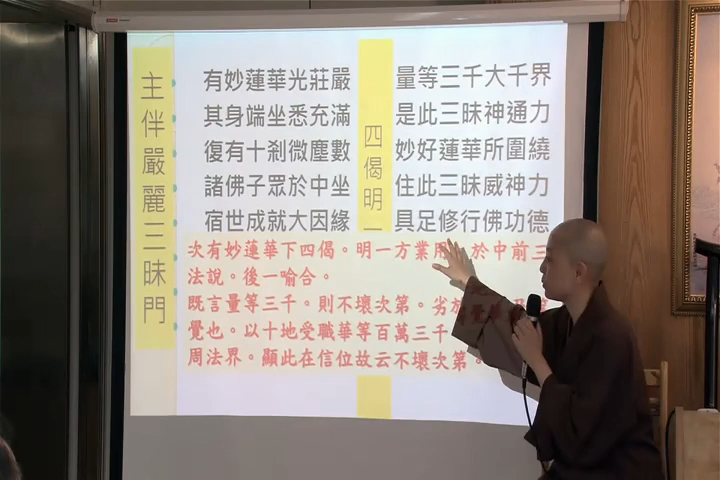 主伴嚴麗三昧門
四偈明一
有妙蓮華光莊嚴 量等三千大千界
其身端坐悉充滿 是此三昧神通力
復有十剎微塵數 妙好蓮華所圍繞
諸佛子眾於中坐 住此三昧威神力
宿世成就大因緣 具足修行佛功德
次有妙蓮華下四偈。明一方業用。於中前三
法說。後一喻合。
既言量等三千。則不壞次第。劣於
覺也。以十地受職華等百萬三千
周法界。顯此在信位故云不壞次第。